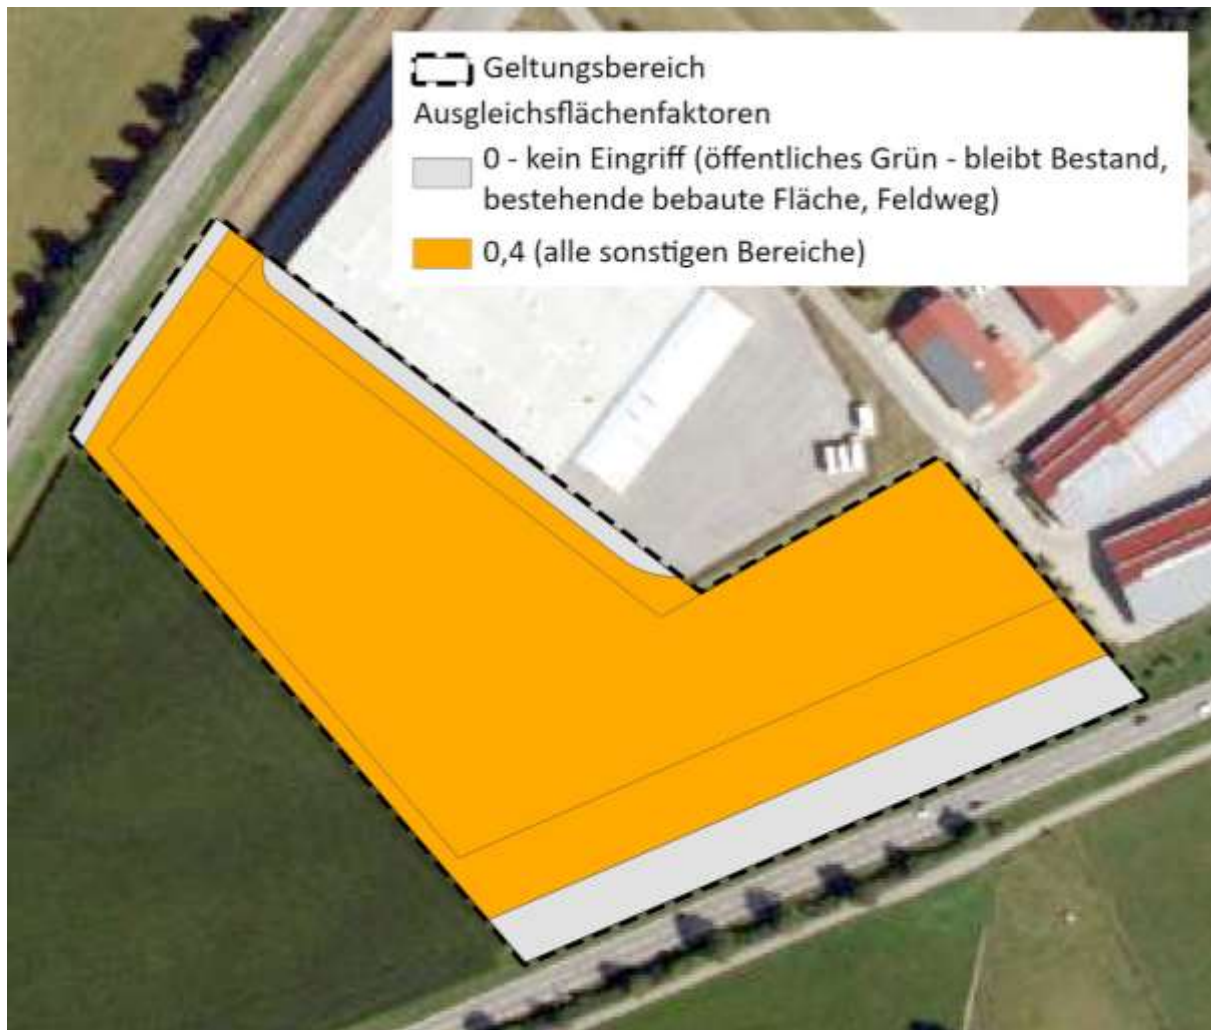 Geltungsbereich
Ausgleichsflächenfaktoren
0 - kein Eingriff (öffentliches Grün - bleibt Bestand,
bestehende bebaute Fläche, Feldweg)
0,4 (alle sonstigen Bereiche)